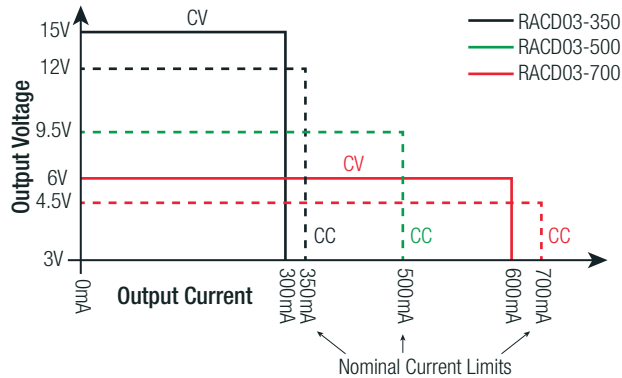 CV
15V
12V
9.5V
6V
4.5V
3V
Output Voltage
RACD03-350
RACD03-500
RACD03-700
CV
CC
CC
CC
0mA
Output Current
300mA
350mA
500mA
600mA
700mA
Nominal Current Limits